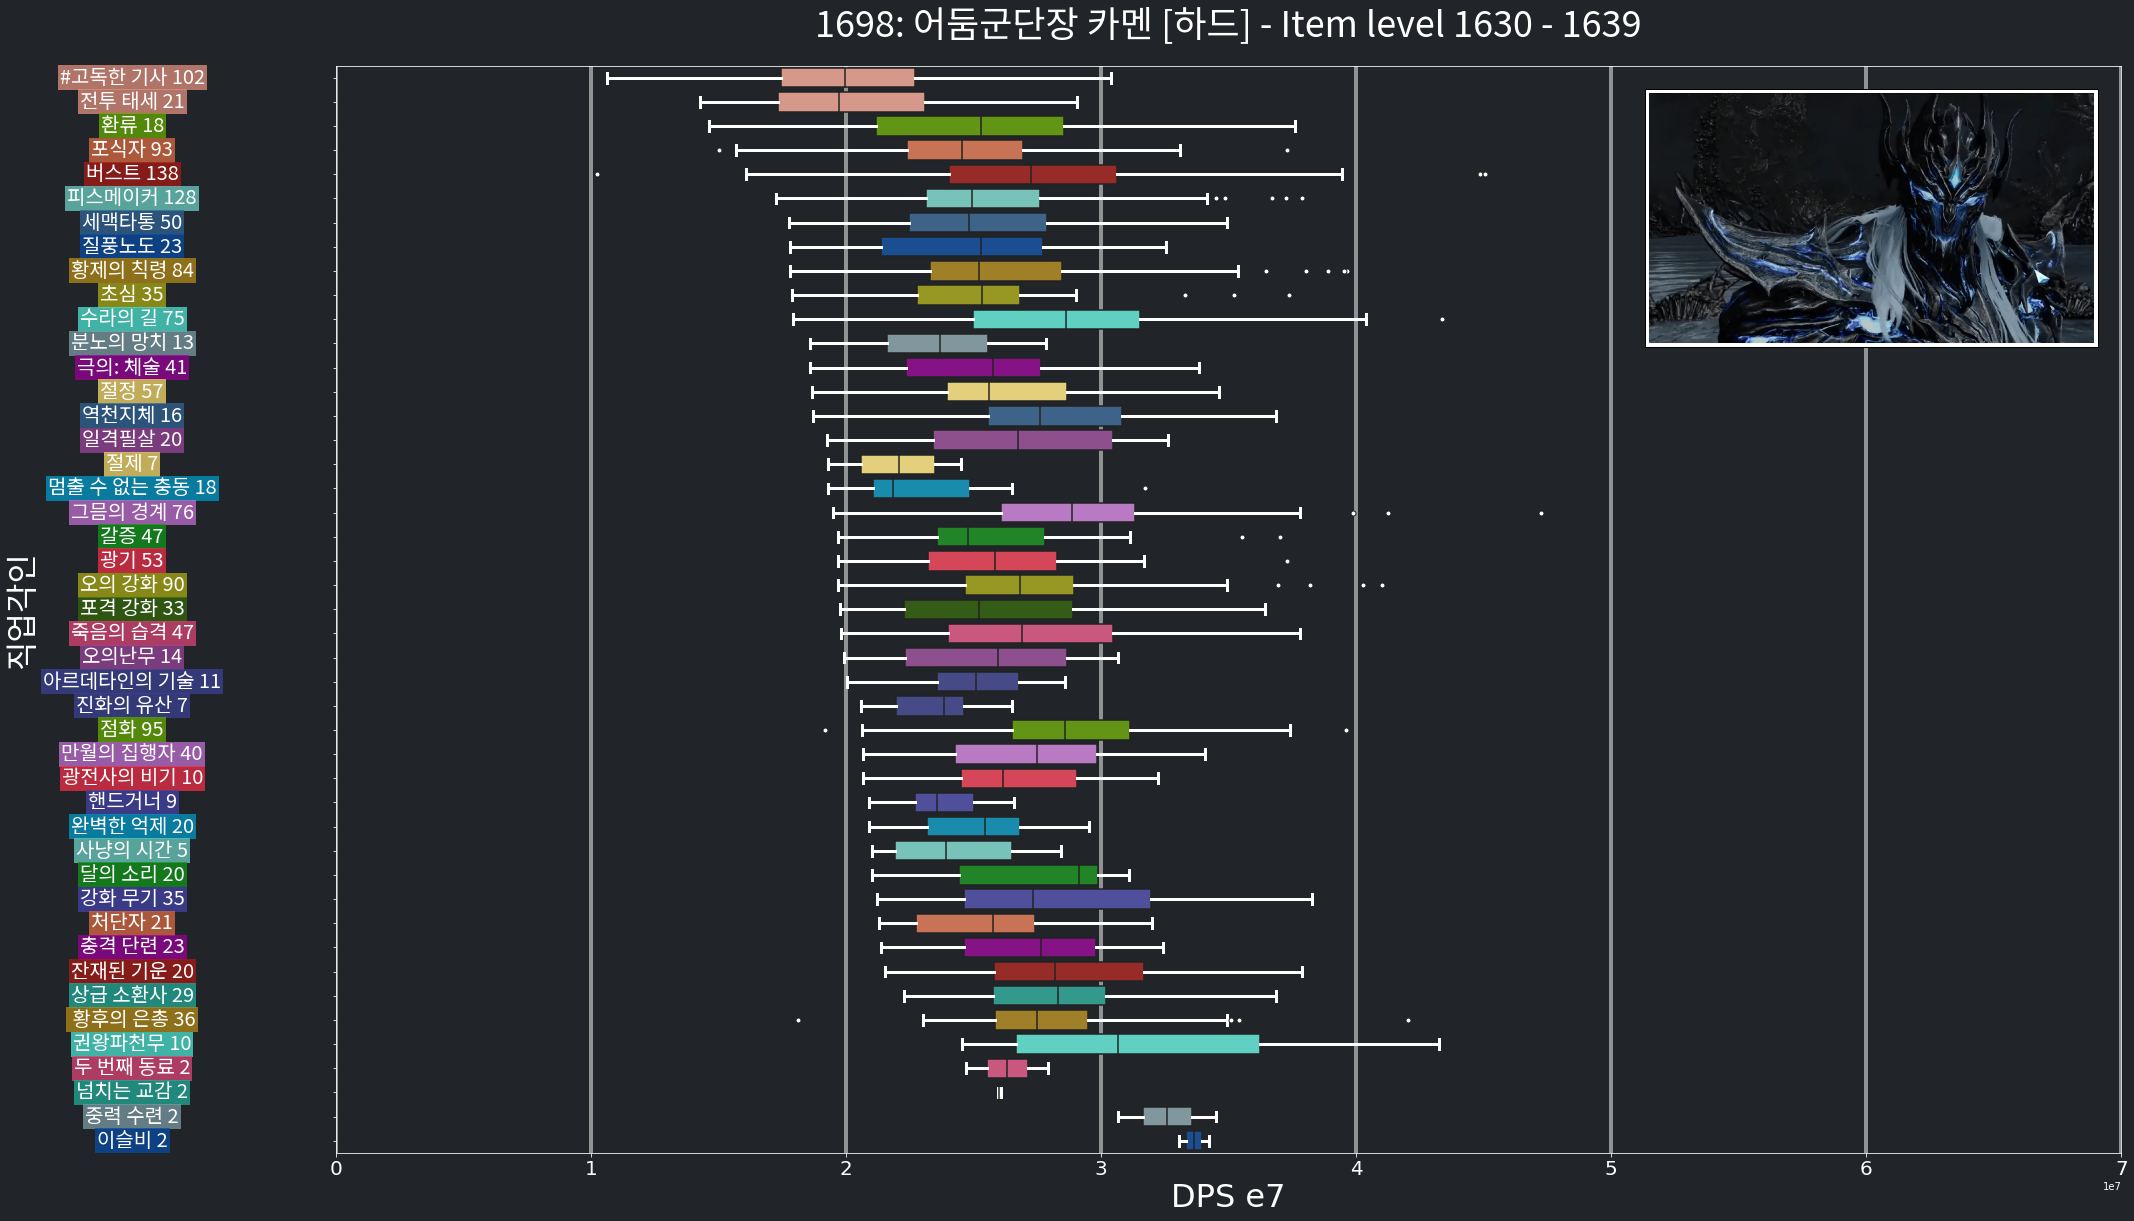 1698: 어둠군단장 카멘 [하드] - Item level 1630 - 1639
#고독한 기사 102
전투 태세 21
환류 18
포식자 93
버스트 138
피스메이커 128
세맥타통 50
질풍노도 23
황제의 칙령 84
초심 35
수라의 길 75
분노의 망치 13
극의: 체술 41
절정 57
역천지체 16
일격필살 20
절제 7
멈출 수 없는 충동 18
그믐의 경계 76
갈증 47
광기 53
오의 강화 90
포격 강화 33
죽음의 습격 47
오의난무 14
아르데타인의 기술 11
진화의 유산 7
점화 95
만월의 집행자 40
광전사의 비기 10
핸드거너 9
완벽한 억제 20
사냥의 시간 5
달의 소리 20
강화 무기 35
처단자 21
충격 단련 23
잔재된 기운 20
상급 소환사 29
황후의 은총 36
권왕파천무 10
두 번째 동료 2
넘치는 교감 2
중력 수련 2
이슬비 2
직업각인
0 1 2 3 4 5 6 7
1e7
DPS e7